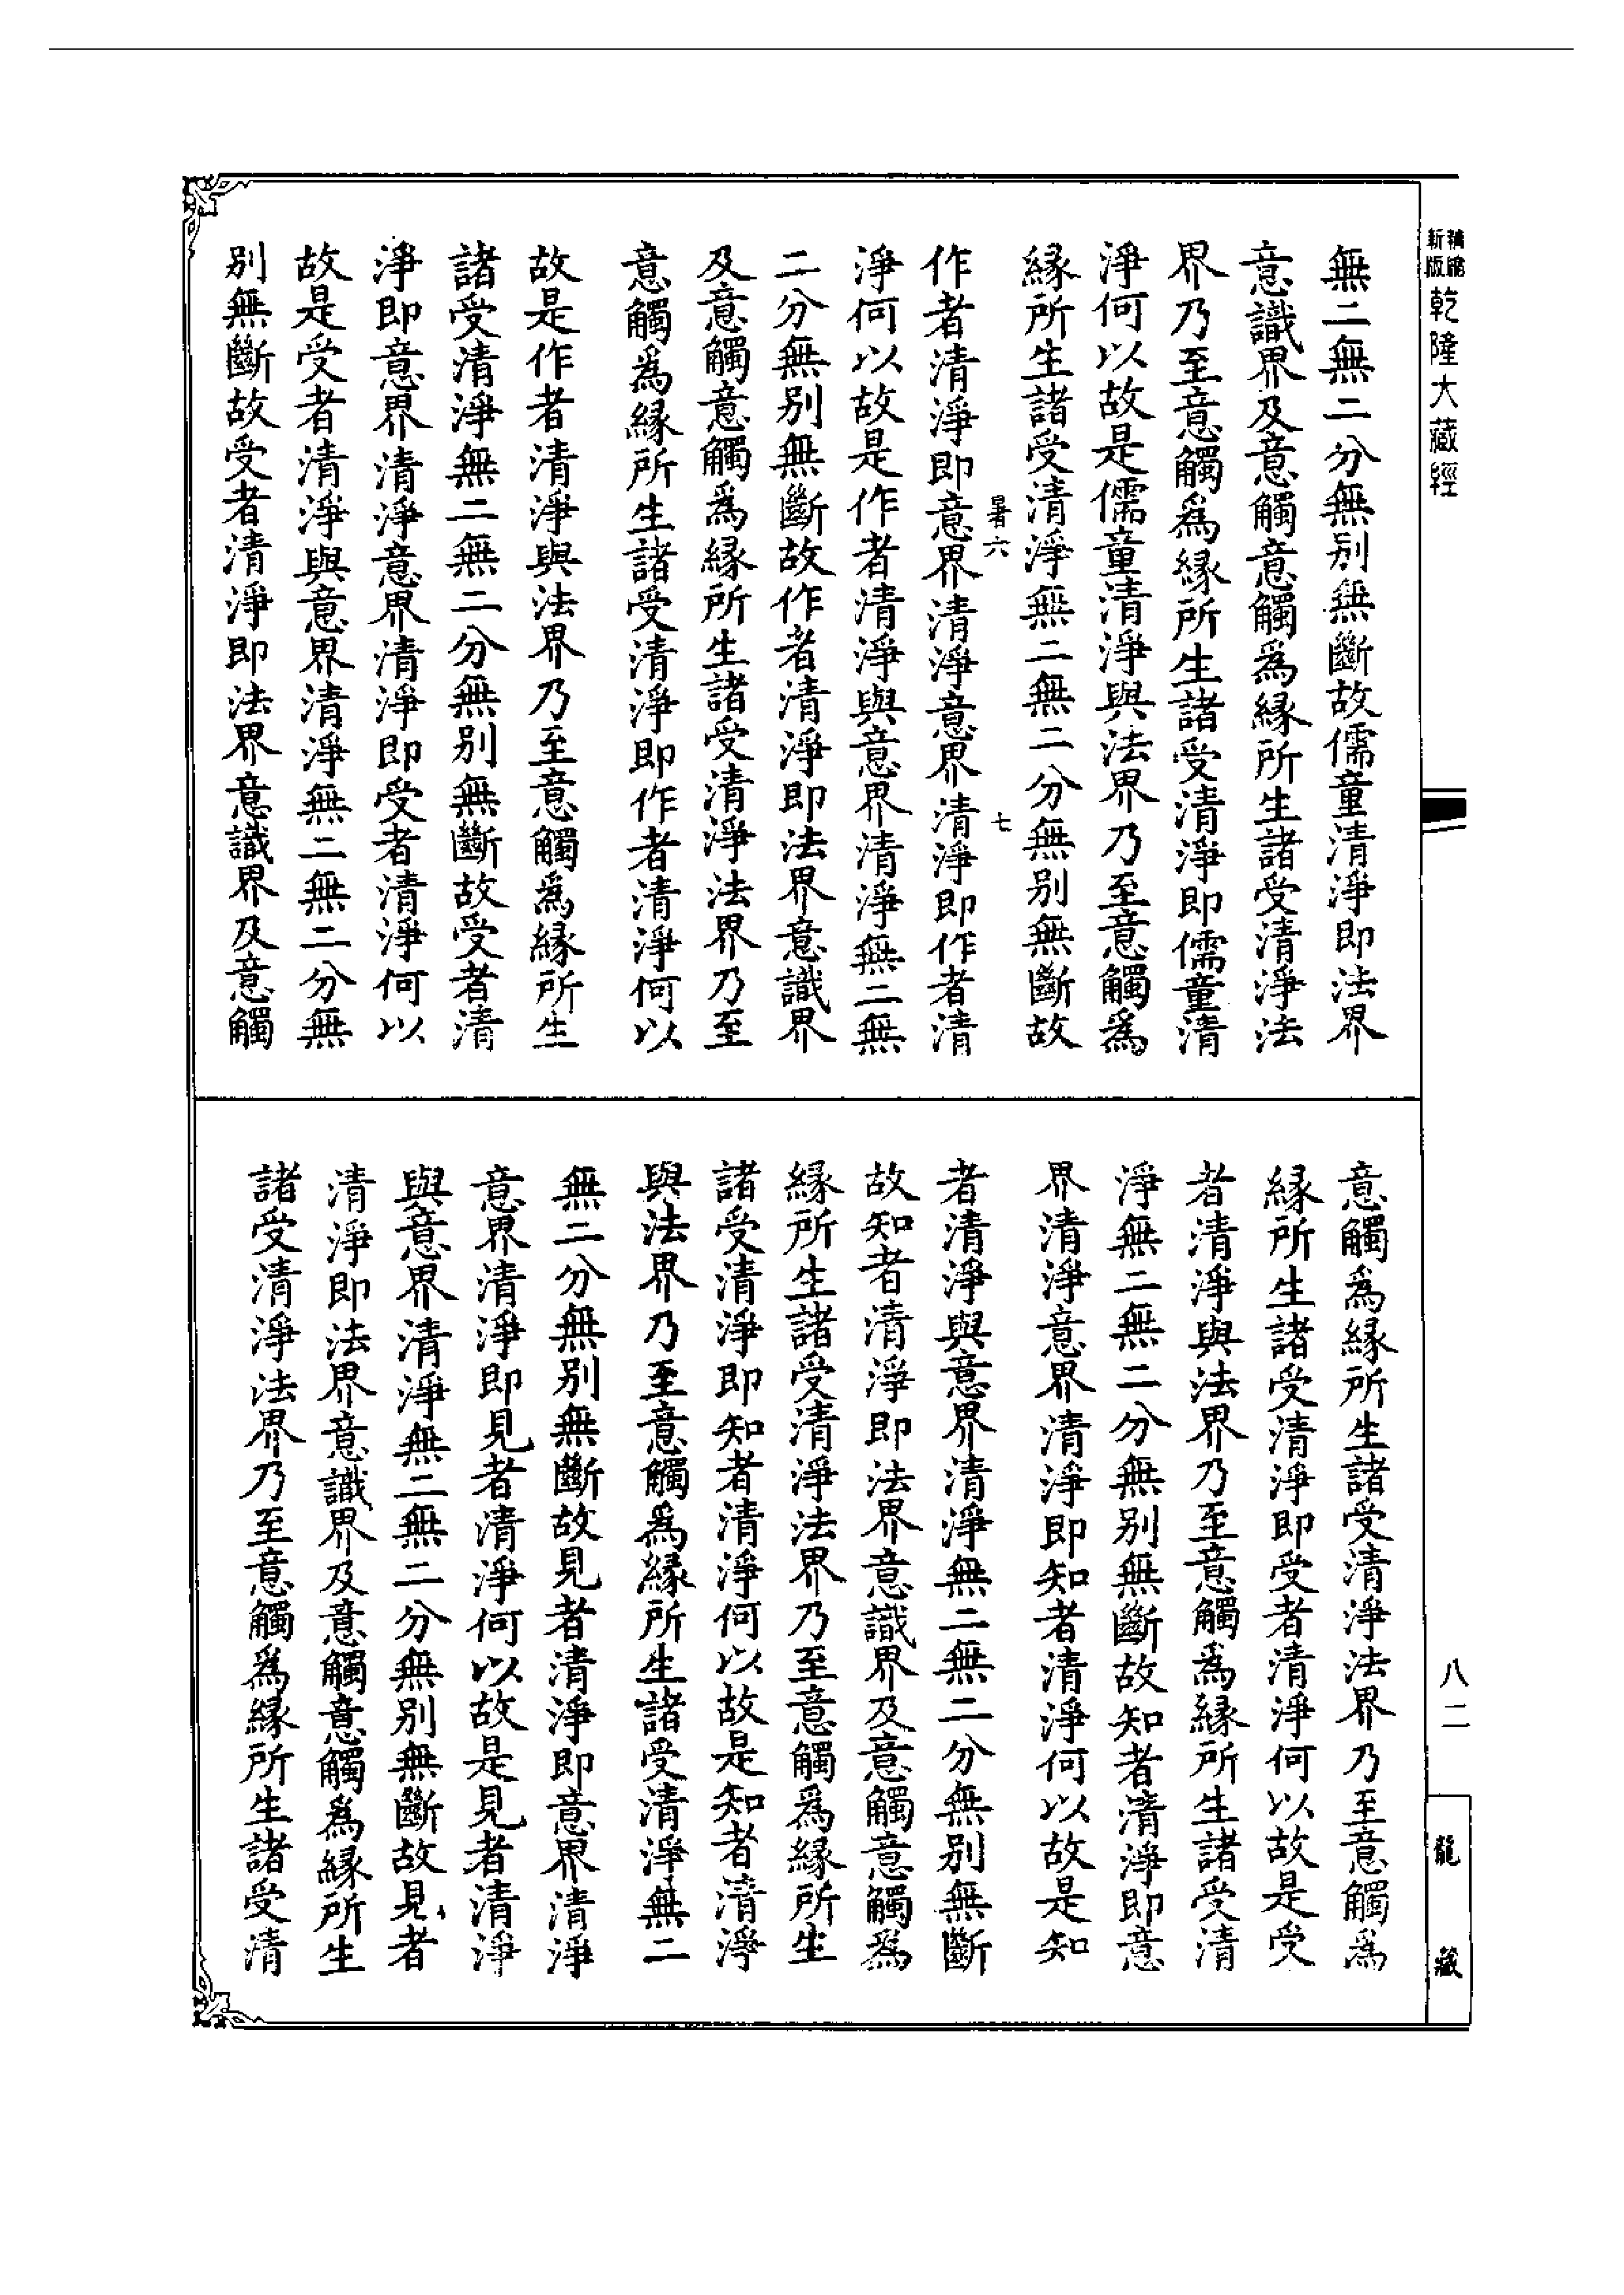 新版精縮乾隆大藏經
無二無二分無別無斷故儒童清淨即法界
意識界及意觸意觸爲縁所生諸受清淨法
界乃至意觸爲縁所生諸受清淨即儒童清
淨何以故是儒童清淨與法界乃至意觸爲
縁所生諸受清淨無二無二分無別無斷故
暑六 七
作者清淨即意界清淨意界清淨即作者清
淨何以故是作者清淨與意界清淨無二無
二分無別無斷故作者清淨即法界意識界
及意觸意觸爲縁所生諸受清淨法界乃至
意觸爲縁所生諸受清淨即作者清淨何以
故是作者清淨與法界乃至意觸爲縁所生
諸受清淨無二無二分無別無斷故受者清
淨即意界清淨意界清淨即受者清淨何以
故是受者清淨與意界清淨無二無二分無
別無斷故受者清淨即法界意識界及意觸
意觸爲縁所生諸受清淨法界乃至意觸爲
縁所生諸受清淨即受者清淨何以故是受
者清淨與法界乃至意觸爲縁所生諸受清
淨無二無二分無別無斷故知者清淨即意
界清淨意界清淨即知者清淨何以故是知
者清淨與意界清淨無二無二分無別無斷
故知者清淨即法界意識界及意觸意觸爲
縁所生諸受清淨法界乃至意觸爲縁所生
諸受清淨即知者清淨何以故是知者清淨
與法界乃至意觸爲縁所生諸受清淨無二
無二分無別無斷故見者清淨即意界清淨
意界清淨即見者清淨何以故是見者清淨
與意界清淨無二無二分無別無斷故見者
清淨即法界意識界及意觸意觸爲縁所生
諸受清淨法界乃至意觸爲縁所生諸受清
八二
龍藏